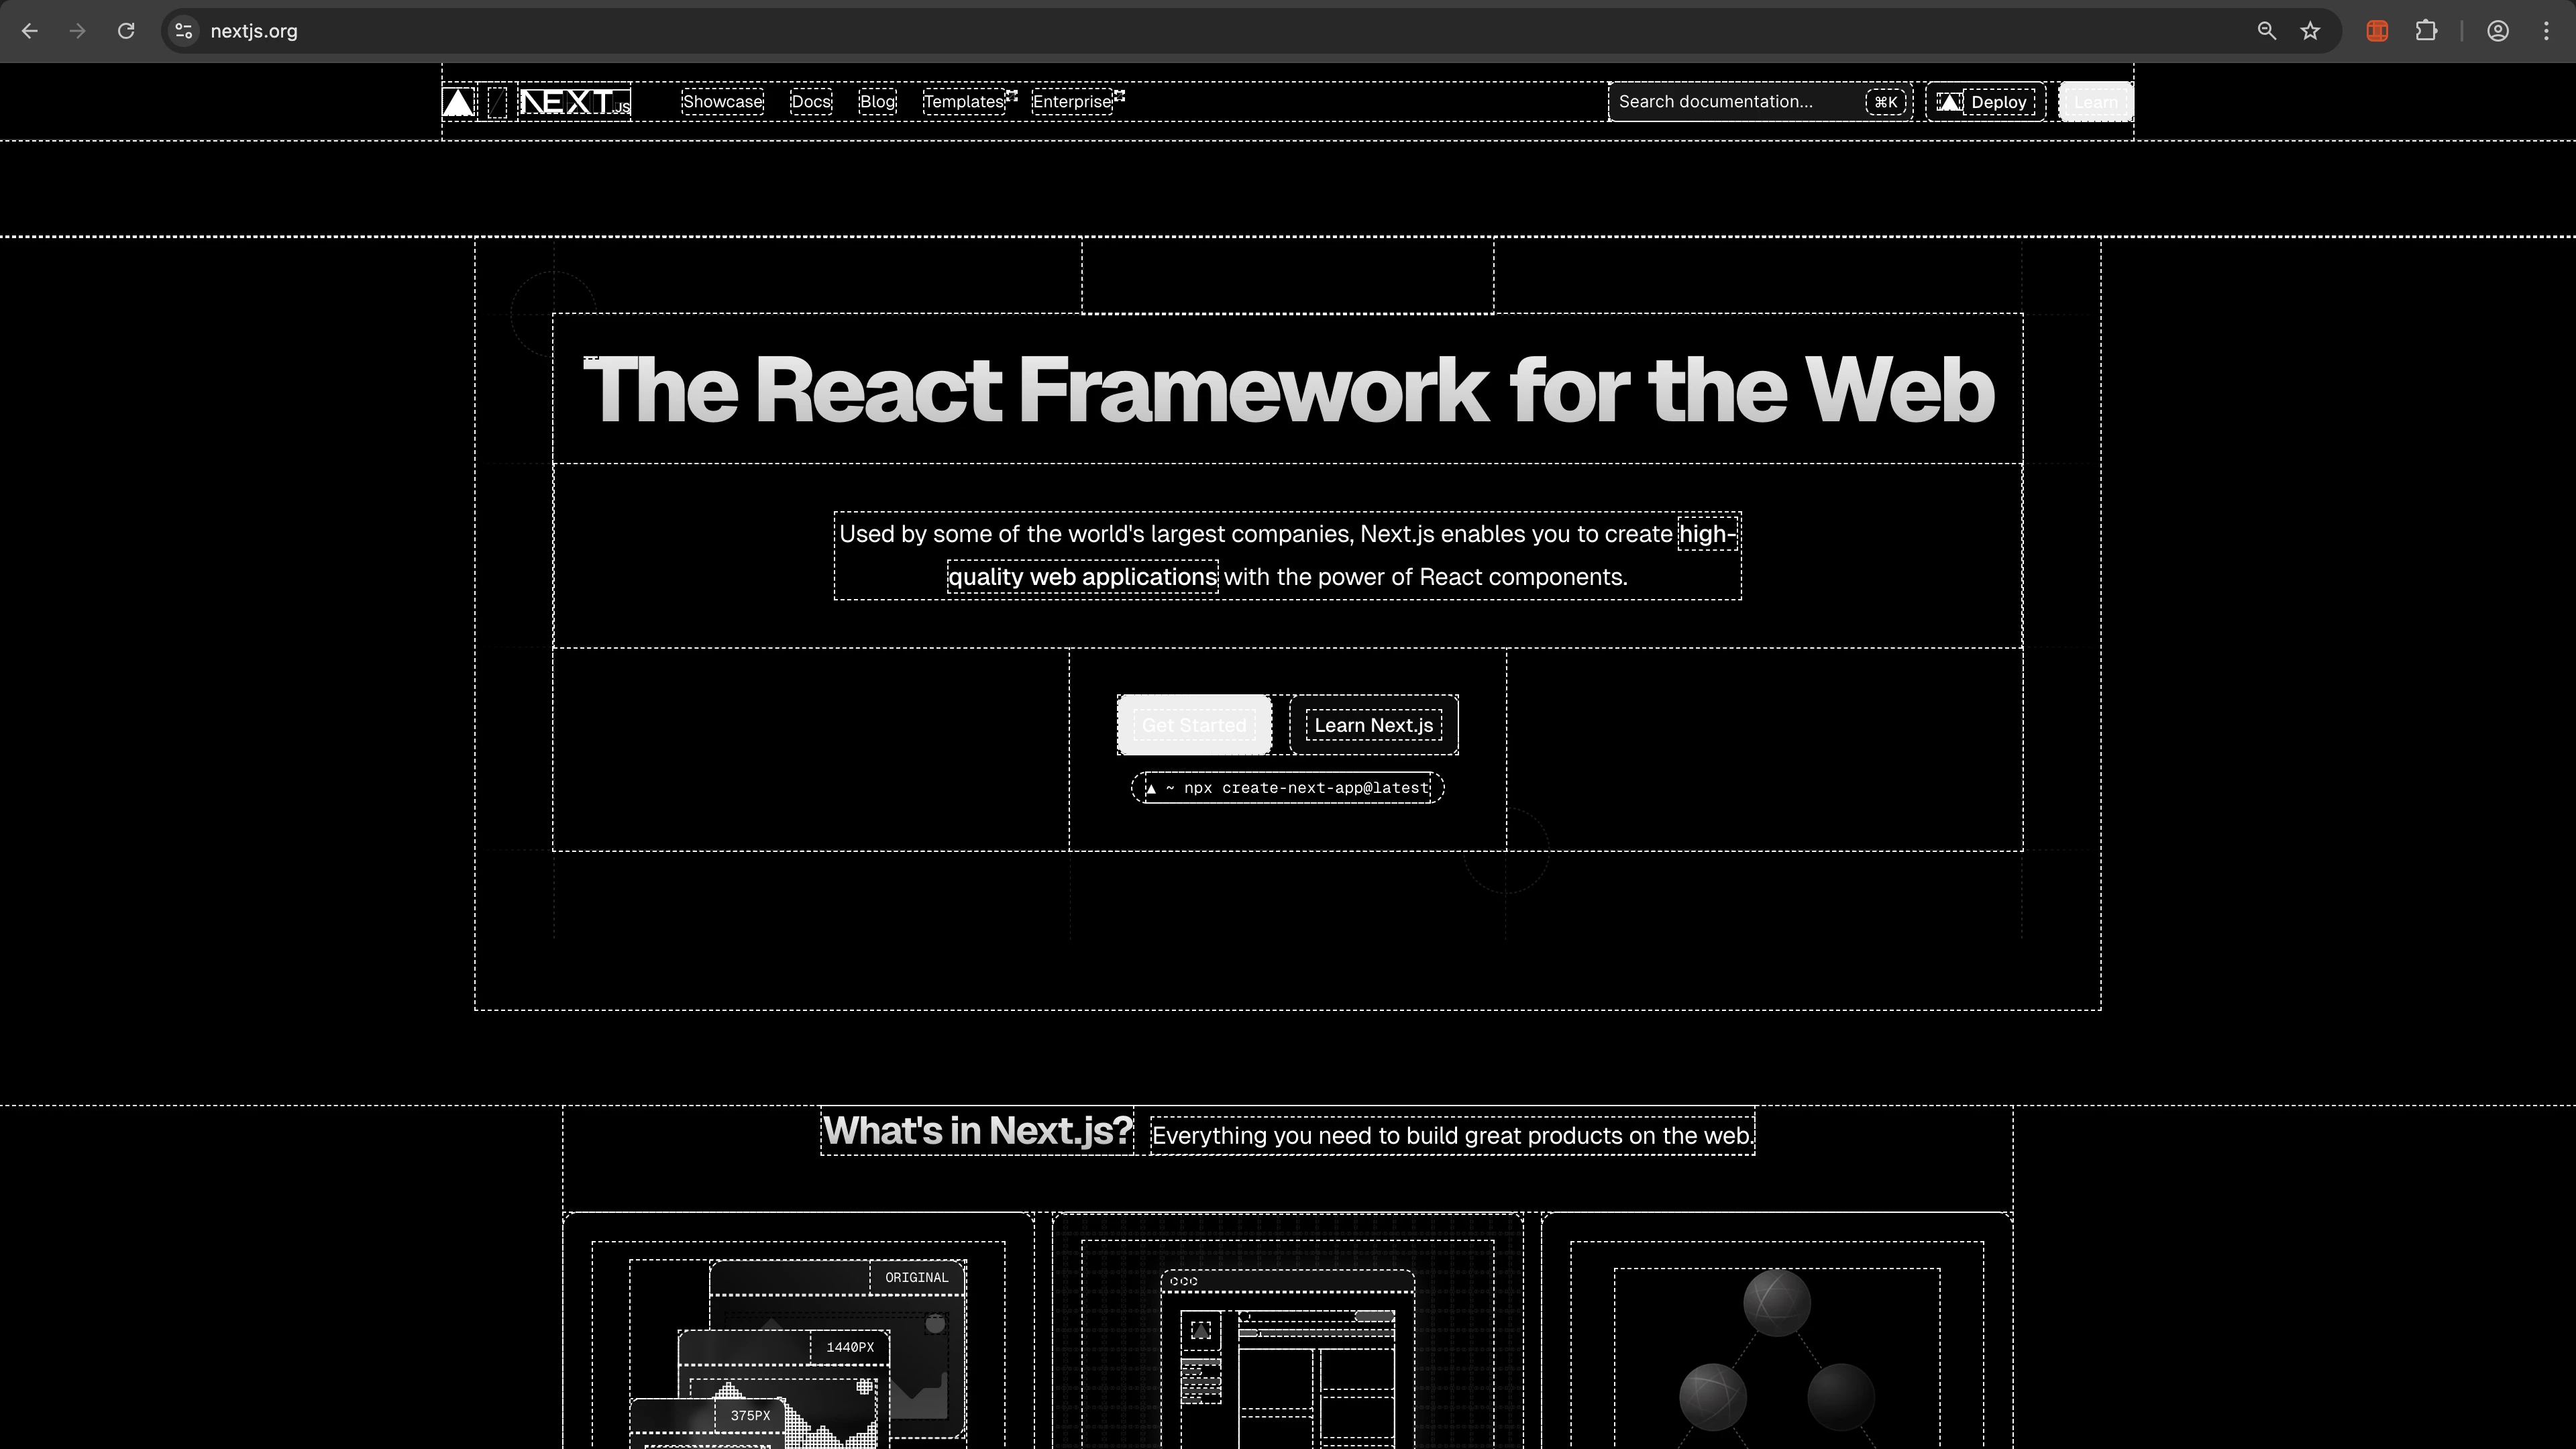 nextjs.org
NEXT.JS
Showcase
Docs
Blog
Templates
Enterprise
Search documentation...
⌘K
Deploy
Learn
The React Framework for the Web
Used by some of the world's largest companies, Next.js enables you to create high-
quality web applications with the power of React components.
Get Started
Learn Next.js
▲ ~ npx create-next-app@latest
What's in Next.js?
Everything you need to build great products on the web.
ORIGINAL
1440PX
375PX